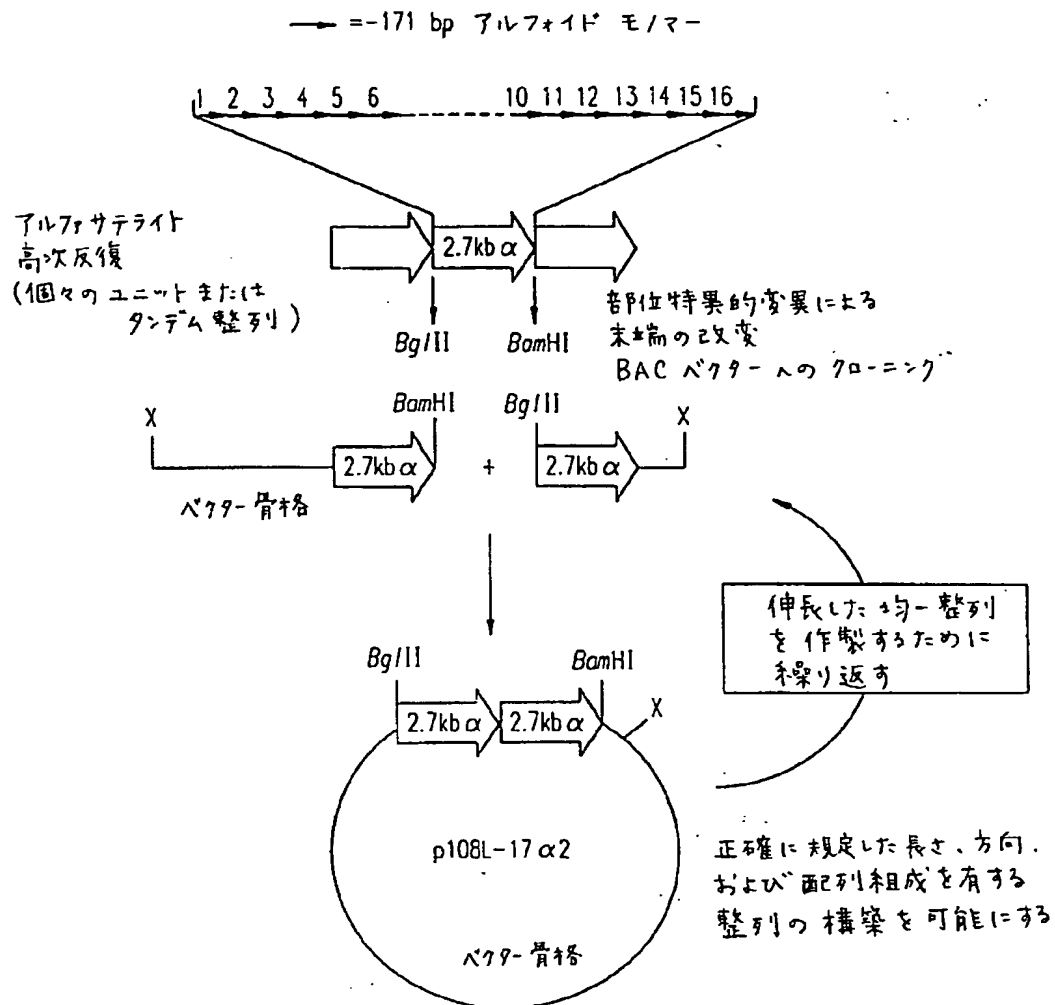 =-171 bp アルフォイド モノマー
1 2 3 4 5 6 10 11 12 13 14 15 16
アルファサテライト
高次反復
(個々のユニットまたは
タンデム整列)
2.7kb α
BglII BamHI
部位特異的変異による
末端の改変
BACベクターへのクローニング
X BamHI BglII X
2.7kb α + 2.7kb α
ベクター骨格
伸長した均一整列
を作製するために
繰り返す
BglII BamHI
X
2.7kb α 2.7kb α
p108L-17 α2
正確に規定した長さ、方向、
および配列組成を有する
整列の構築を可能にする
ベクター骨格